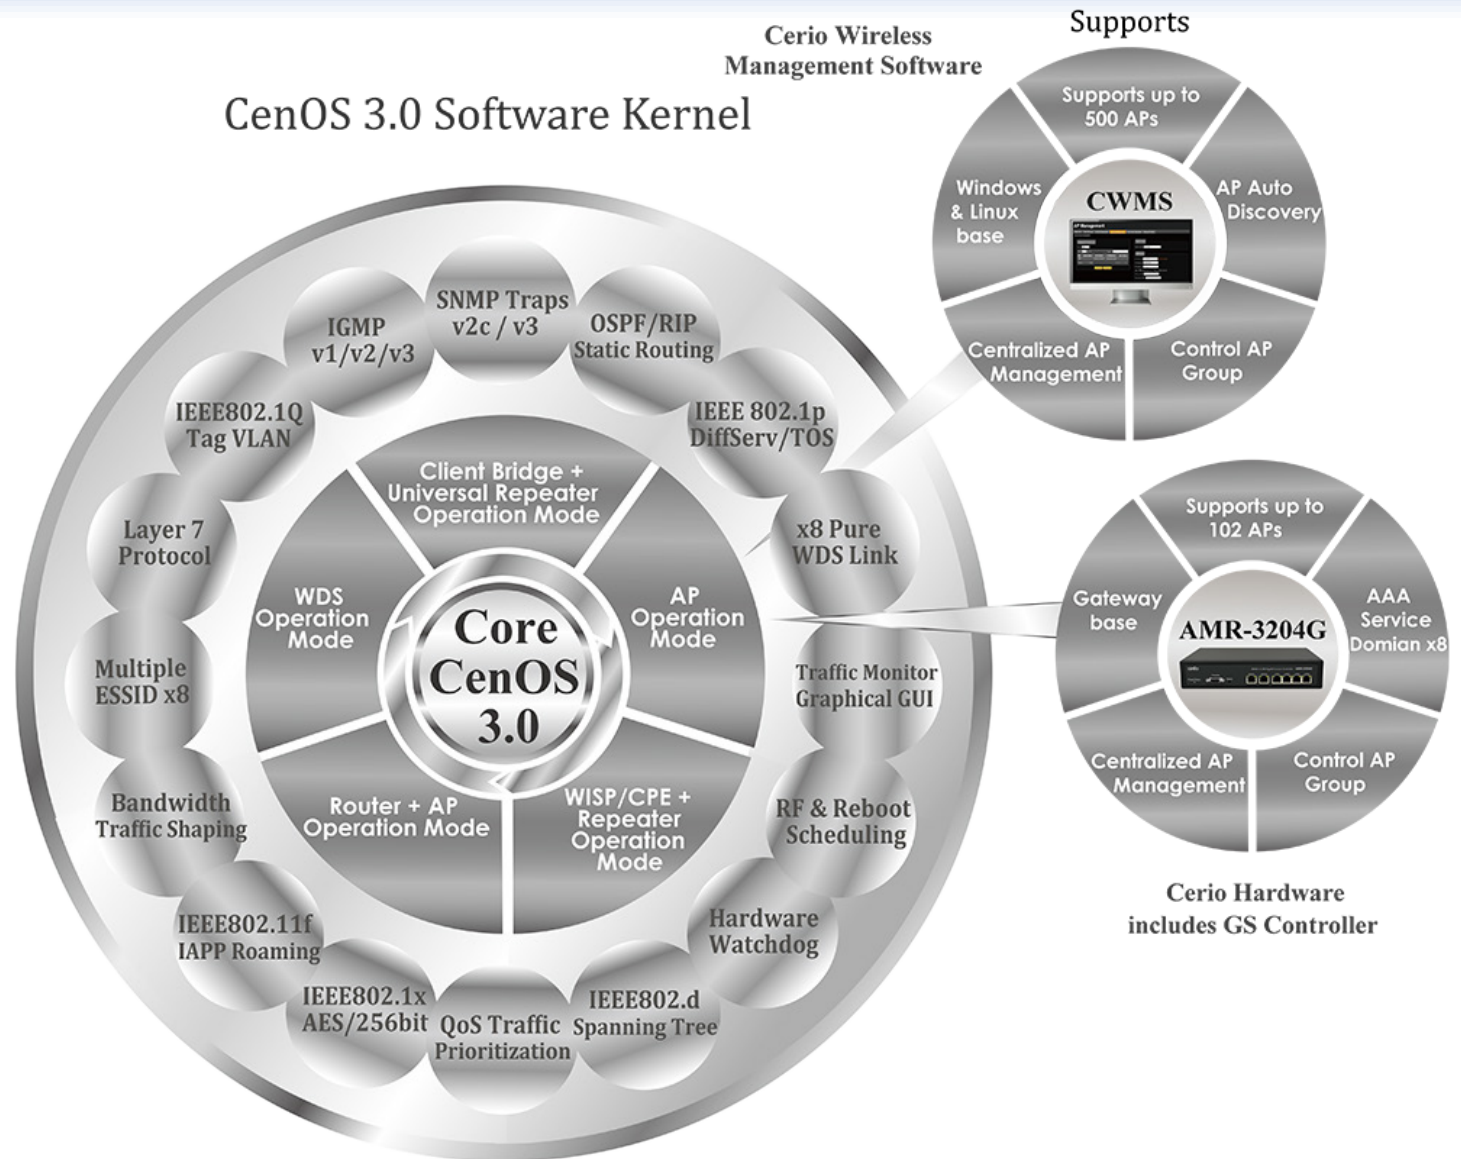 Supports
Cerio Wireless
Management Software
CenOS 3.0 Software Kernel
Supports up to
500 APs
Windows
& Linux
base
CWMS
AP Auto
Discovery
Centralized AP
Management
Control AP
Group
SNMP Traps
v2c / v3
IGMP
v1/v2/v3
OSPF/RIP
Static Routing
IEEE802.1Q
Tag VLAN
IEEE 802.1p
DiffServ/TOS
Layer 7
Protocol
x8 Pure
WDS Link
Multiple
ESSID x8
Traffic Monitor
Graphical GUI
Bandwidth
Traffic Shaping
RF & Reboot
Scheduling
IEEE802.11f
IAPP Roaming
Hardware
Watchdog
IEEE802.1x
AES/256bit
QoS Traffic
Prioritization
IEEE802.d
Spanning Tree
Client Bridge +
Universal Repeater
Operation Mode
WDS
Operation
Mode
AP
Operation
Mode
Core
CenOS
3.0
Router + AP
Operation Mode
WISP/CPE +
Repeater
Operation
Mode
Supports up to
102 APs
Gateway
base
AMR-3204G
AAA
Service
Domian x8
Centralized AP
Management
Control AP
Group
Cerio Hardware
includes GS Controller